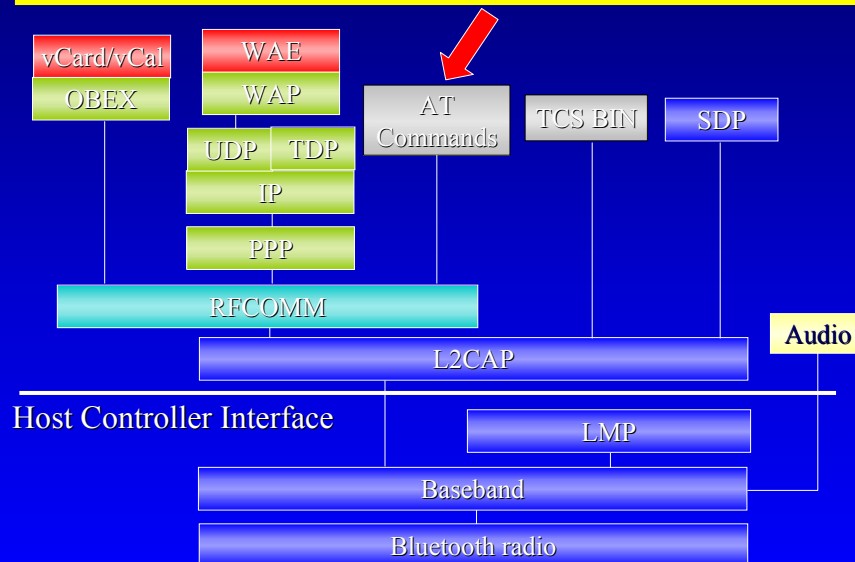 vCard/vCal
OBEX
WAE
WAP
UDP
TDP
IP
PPP
AT
Commands
TCS BIN
SDP
RFCOMM
Audio
L2CAP
Host Controller Interface
LMP
Baseband
Bluetooth radio